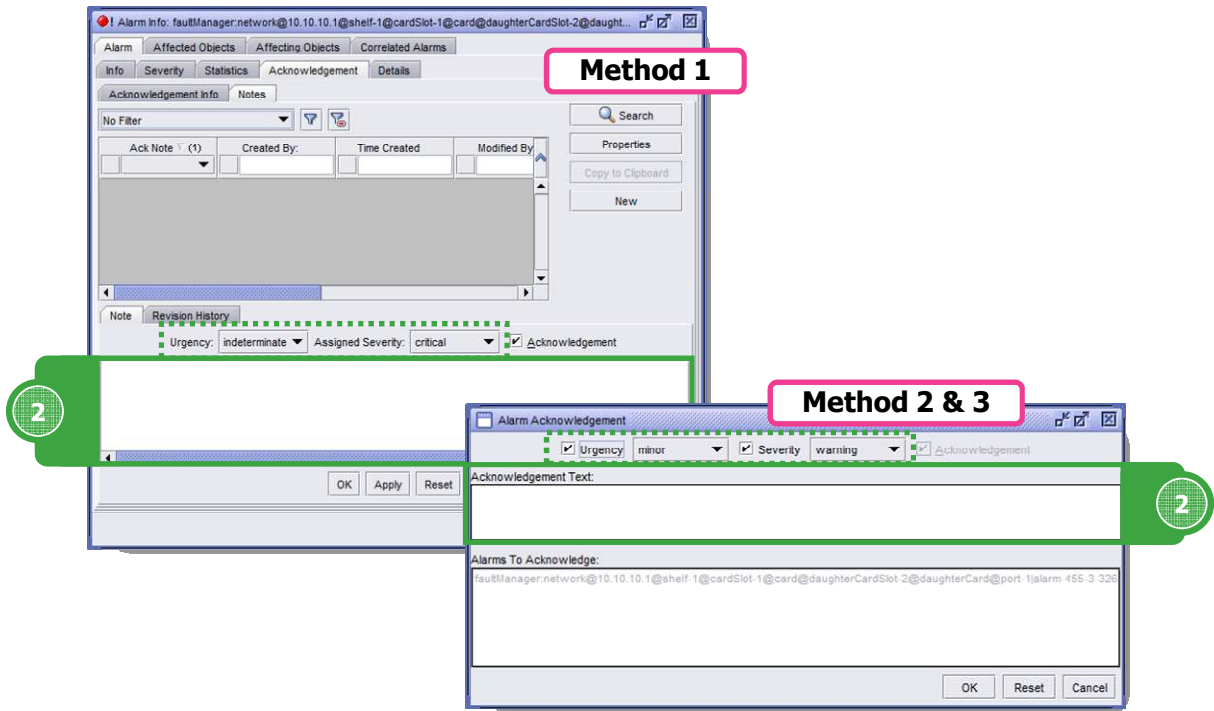 Alarm Info: faultManager:network@10.10.10.1@shelf-1@cardSlot-1@card@daughterCardSlot-2@daught...
Alarm Affected Objects Affecting Objects Correlated Alarms
Info Severity Statistics Acknowledgement Details
Method 1
Acknowledgement Info Notes
No Filter
Search
Ack Note (1) Created By: Time Created Modified By
Properties
Copy to Clipboard
New
Note Revision History
Urgency: indeterminate Assigned Severity: critical Acknowledgement
2
OK Apply Reset
Method 2 & 3
Alarm Acknowledgement
Urgency minor Severity warning Acknowledgement
Acknowledgement Text:
2
Alarms To Acknowledge:
faultManager:network@10.10.10.1@shelf-1@cardSlot-1@card@daughterCardSlot-2@daughterCard@port-1|alarm-455-3-326
OK Reset Cancel